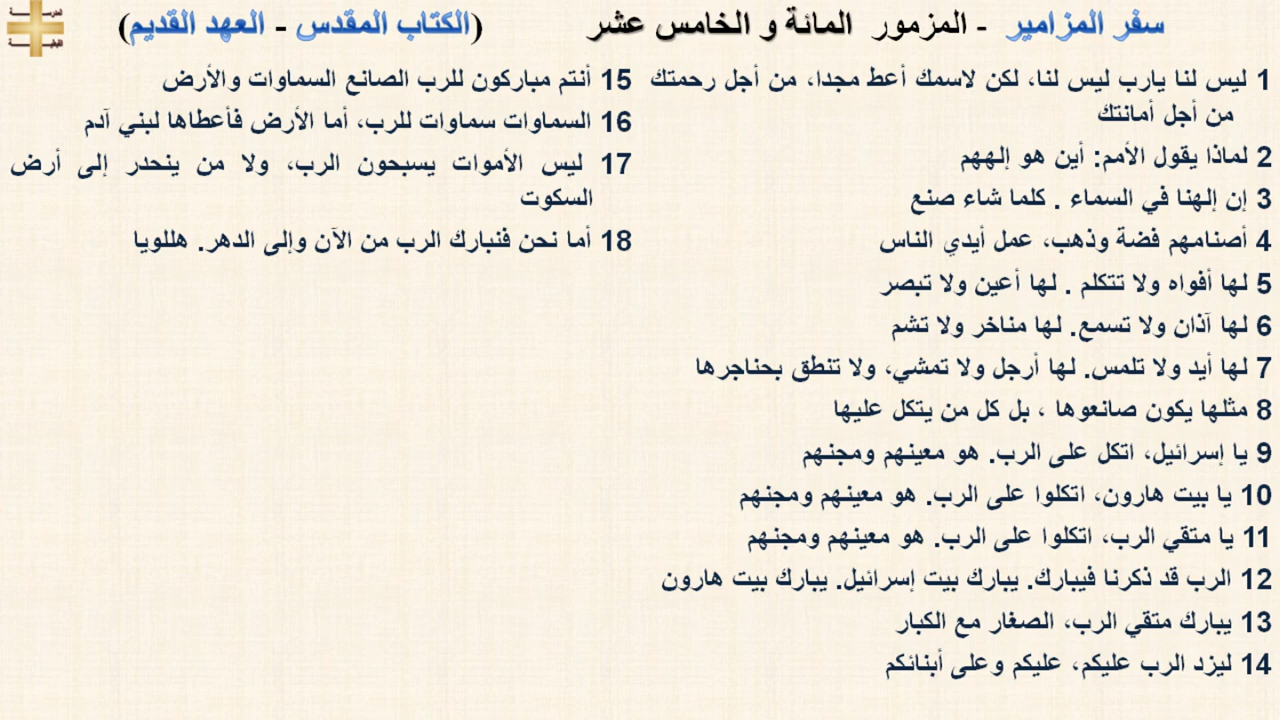 سفر المزامير - المزمور المائة و الخامس عشر (الكتاب المقدس - العهد القديم)
1 ليس لنا يارب ليس لنا، لكن لاسمك أعط مجدا، من أجل رحمتك
من أجل أمانتك
2 لماذا يقول الأمم: أين هو إلههم
3 إن إلهنا في السماء . كلما شاء صنع
4 أصنامهم فضة وذهب، عمل أيدي الناس
5 لها أفواه ولا تتكلم . لها أعين ولا تبصر
6 لها آذان ولا تسمع. لها مناخر ولا تشم
7 لها أيد ولا تلمس. لها أرجل ولا تمشي، ولا تنطق بحناجرها
8 مثلها يكون صانعوها ، بل كل من يتكل عليها
9 يا إسرائيل، اتكل على الرب. هو معينهم ومجنهم
10 يا بيت هارون، اتكلوا على الرب. هو معينهم ومجنهم
11 يا متقي الرب، اتكلوا على الرب. هو معينهم ومجنهم
12 الرب قد ذكرنا فيبارك. يبارك بيت إسرائيل. يبارك بيت هارون
13 يبارك متقي الرب، الصغار مع الكبار
14 ليزد الرب عليكم، عليكم وعلى أبنائكم
15 أنتم مباركون للرب الصانع السماوات والأرض
16 السماوات سماوات للرب، أما الأرض فأعطاها لبني آدم
17 ليس الأموات يسبحون الرب، ولا من ينحدر إلى أرض
السكوت
18 أما نحن فنبارك الرب من الآن وإلى الدهر. هللويا